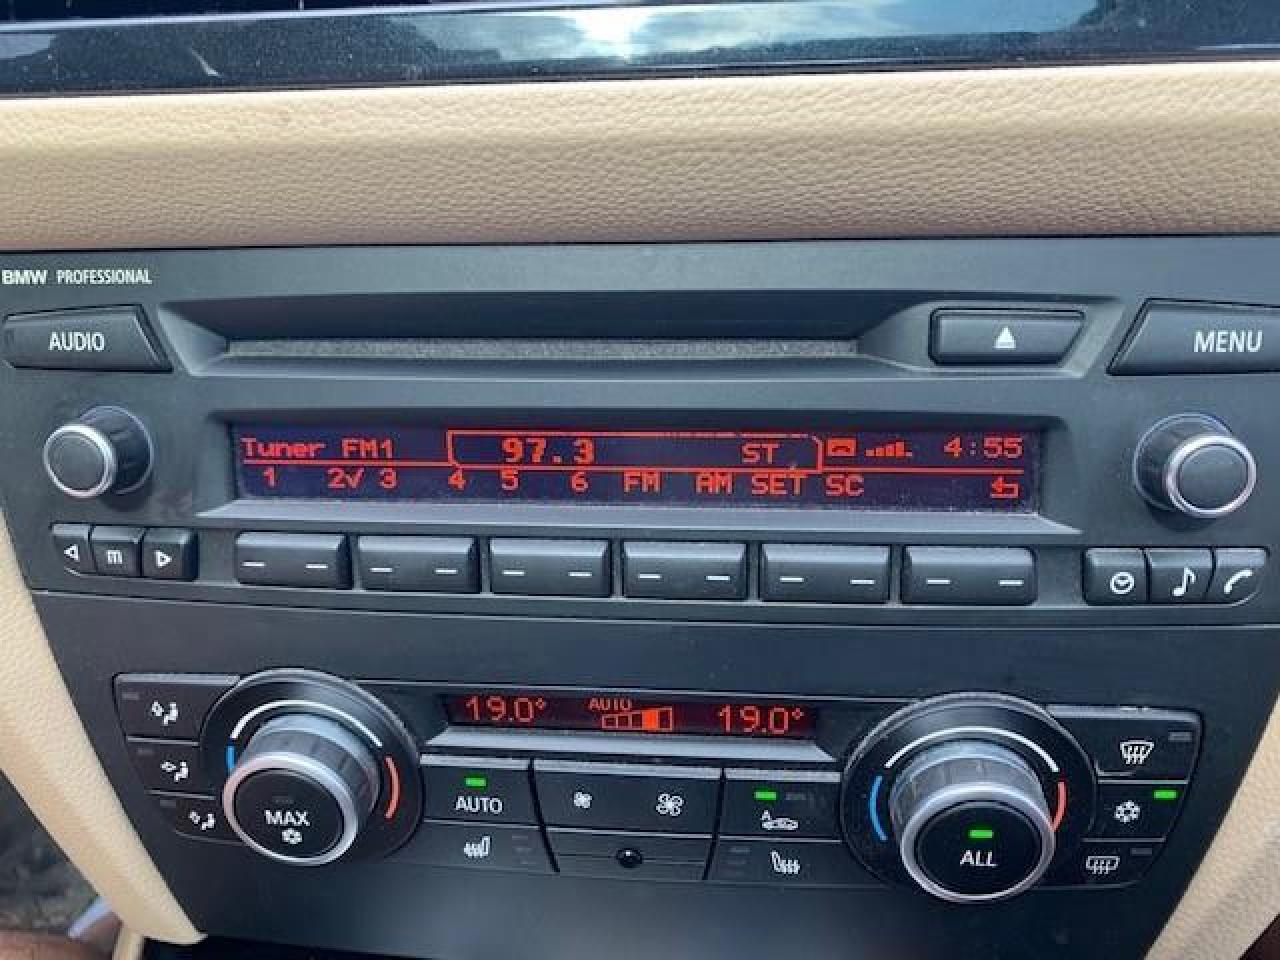 BMW PROFESSIONAL
AUDIO
MENU
Tuner FM1 97.3 ST 4:55
1 2√ 3 4 5 6 FM AM SET SC
m
19.0° AUTO 19.0°
MAX
AUTO
A
ALL